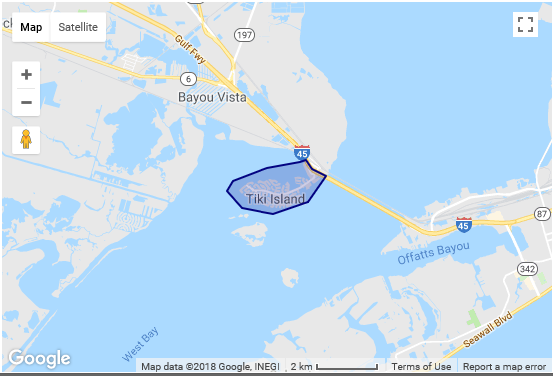 Map
Satellite
ck
197
Gulf Fwy
6
Bayou Vista
45
Tiki Island
87
45
Offatts Bayou
342
Seawall Blvd
West Bay
Google
Map data ©2018 Google, INEGI
2 km
Terms of Use
Report a map error